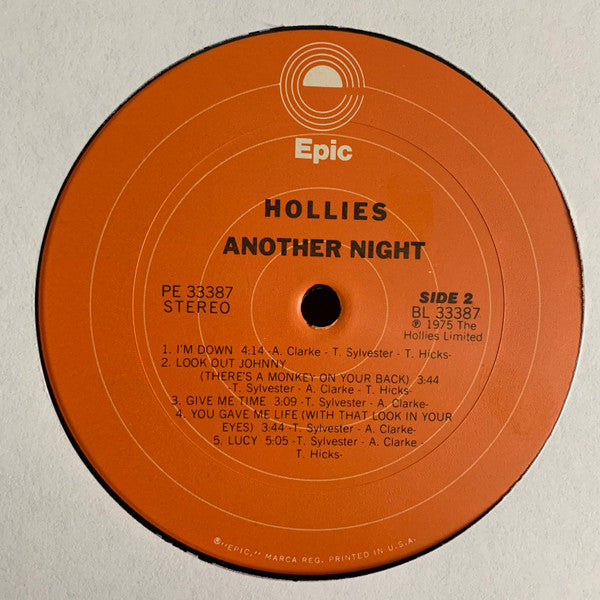 Epic
HOLLIES
ANOTHER NIGHT
PE 33387
STEREO
SIDE 2
BL 33387
℗ 1975 The
Hollies Limited
1. I'M DOWN 4:14 -A. Clarke - T. Sylvester - T. Hicks-
2. LOOK OUT JOHNNY
(THERE'S A MONKEY ON YOUR BACK) 3:44
-T. Sylvester - A. Clarke - T. Hicks-
3. GIVE ME TIME 3:09 -T. Sylvester - A. Clarke-
4. YOU GAVE ME LIFE (WITH THAT LOOK IN YOUR
EYES) 3:44 -T. Sylvester - A. Clarke-
5. LUCY 5:05 -T. Sylvester - A. Clarke -
T. Hicks-
®"EPIC," MARCA REG. PRINTED IN U.S.A.